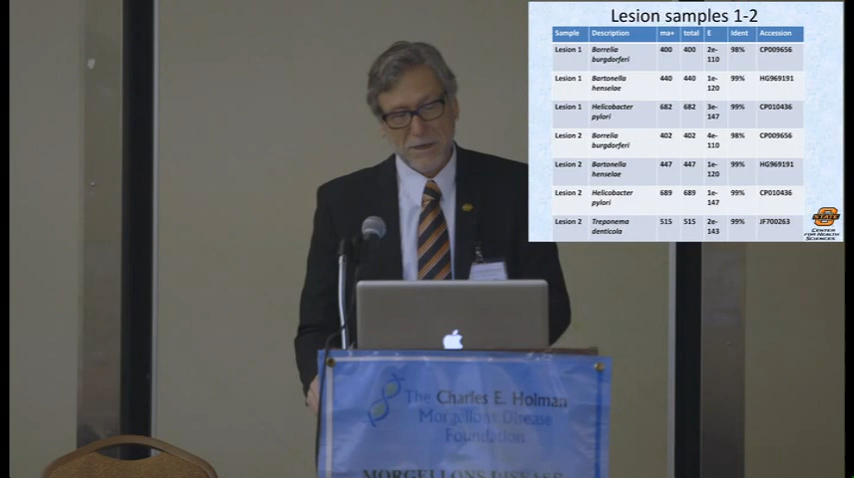 Lesion samples 1-2
Sample Description ma+ total E Ident Accession
Lesion 1 Borrelia burgdorferi 400 400 2e-110 98% CP009656
Lesion 1 Bartonella henselae 440 440 1e-120 99% HG969191
Lesion 1 Helicobacter pylori 682 682 3e-147 99% CP010436
Lesion 2 Borrelia burgdorferi 402 402 4e-110 98% CP009656
Lesion 2 Bartonella henselae 447 447 1e-120 99% HG969191
Lesion 2 Helicobacter pylori 689 689 1e-147 99% CP010436
Lesion 2 Treponema denticola 515 515 2e-143 99% JF700263
STATE
CENTER FOR HEALTH SCIENCES
The Charles E. Holman
Morgellons Disease
Foundation
MORGELLONS DISEASE